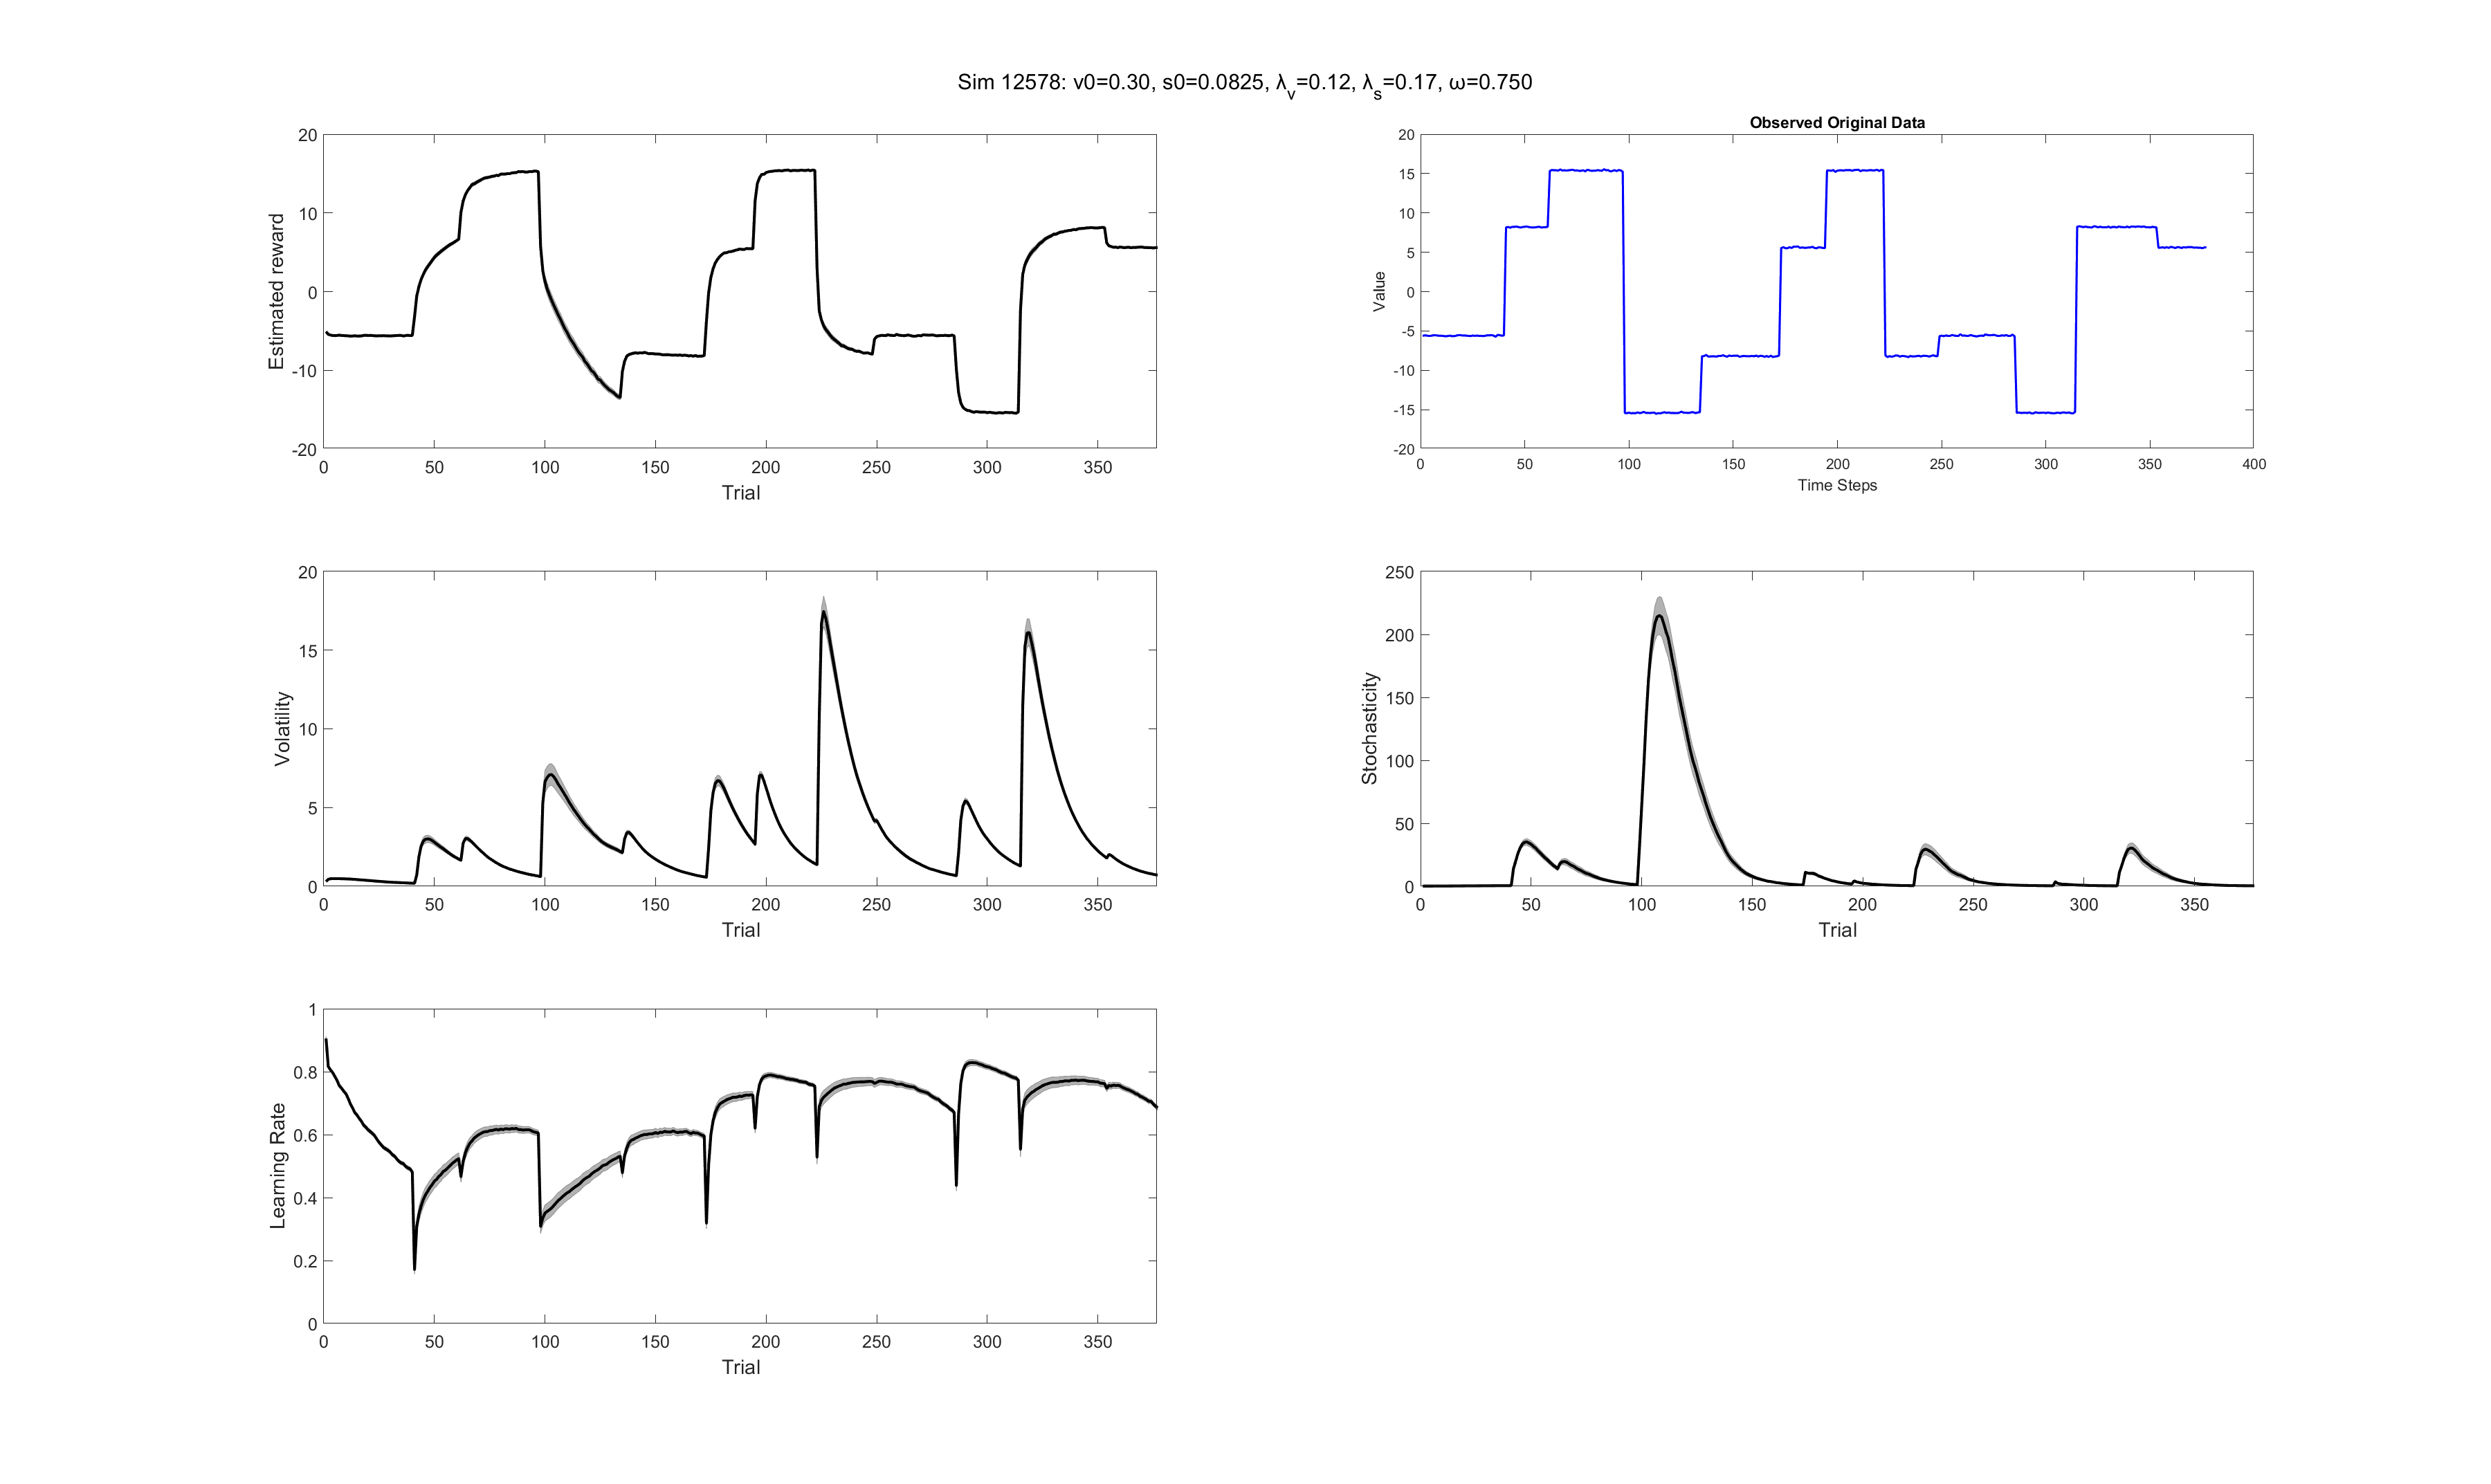 Sim 12578: v0=0.30, s0=0.0825, λv=0.12, λs=0.17, ω=0.750
20
10
0
-10
-20
Estimated reward
0 50 100 150 200 250 300 350
Trial
Observed Original Data
20
15
10
5
0
-5
-10
-15
-20
Value
0 50 100 150 200 250 300 350 400
Time Steps
20
15
10
5
0
Volatility
0 50 100 150 200 250 300 350
Trial
250
200
150
100
50
0
Stochasticity
0 50 100 150 200 250 300 350
Trial
1
0.8
0.6
0.4
0.2
0
Learning Rate
0 50 100 150 200 250 300 350
Trial